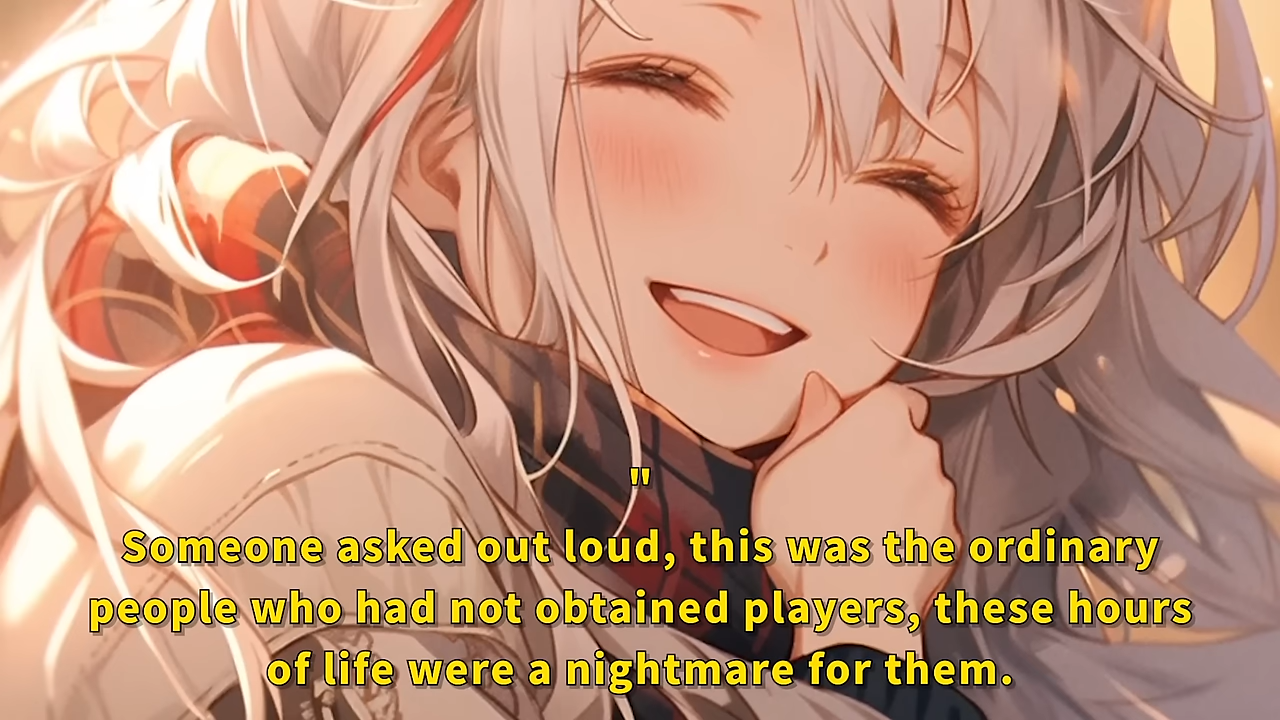 "
Someone asked out loud, this was the ordinary
people who had not obtained players, these hours
of life were a nightmare for them.